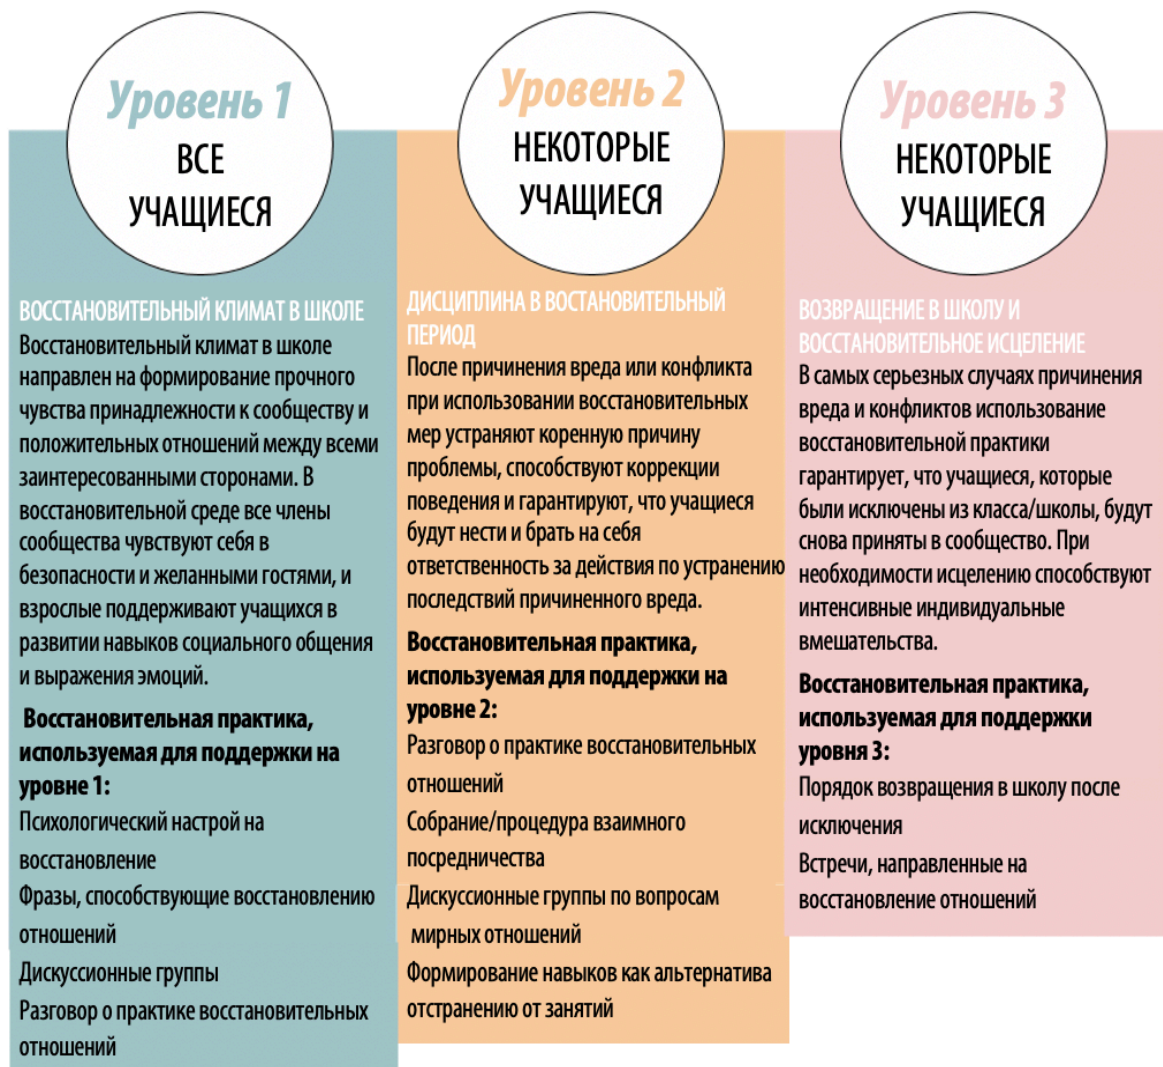 Уровень 1
ВСЕ
УЧАЩИЕСЯ
ВОССТАНОВИТЕЛЬНЫЙ КЛИМАТ В ШКОЛЕ
Восстановительный климат в школе
направлен на формирование прочного
чувства принадлежности к сообществу и
положительных отношений между всеми
заинтересованными сторонами. В
восстановительной среде все члены
сообщества чувствуют себя в
безопасности и желанными гостями, и
взрослые поддерживают учащихся в
развитии навыков социального общения
и выражения эмоций.
Восстановительная практика,
используемая для поддержки на
уровне 1:
Психологический настрой на
восстановление
Фразы, способствующие восстановлению
отношений
Дискуссионные группы
Разговор о практике восстановительных
отношений
Уровень 2
НЕКОТОРЫЕ
УЧАЩИЕСЯ
ДИСЦИПЛИНА В ВОСТАНОВИТЕЛЬНЫЙ
ПЕРИОД
После причинения вреда или конфликта
при использовании восстановительных
мер устраняют коренную причину
проблемы, способствуют коррекции
поведения и гарантируют, что учащиеся
будут нести и брать на себя
ответственность за действия по устранению
последствий причиненного вреда.
Восстановительная практика,
используемая для поддержки на
уровне 2:
Разговор о практике восстановительных
отношений
Собрание/процедура взаимного
посредничества
Дискуссионные группы по вопросам
мирных отношений
Формирование навыков как альтернатива
отстранению от занятий
Уровень 3
НЕКОТОРЫЕ
УЧАЩИЕСЯ
ВОЗВРАЩЕНИЕ В ШКОЛУ И
ВОССТАНОВИТЕЛЬНОЕ ИСЦЕЛЕНИЕ
В самых серьезных случаях причинения
вреда и конфликтов использование
восстановительной практики
гарантирует, что учащиеся, которые
были исключены из класса/школы, будут
снова приняты в сообщество. При
необходимости исцелению способствуют
интенсивные индивидуальные
вмешательства.
Восстановительная практика,
используемая для поддержки
уровня 3:
Порядок возвращения в школу после
исключения
Встречи, направленные на
восстановление отношений